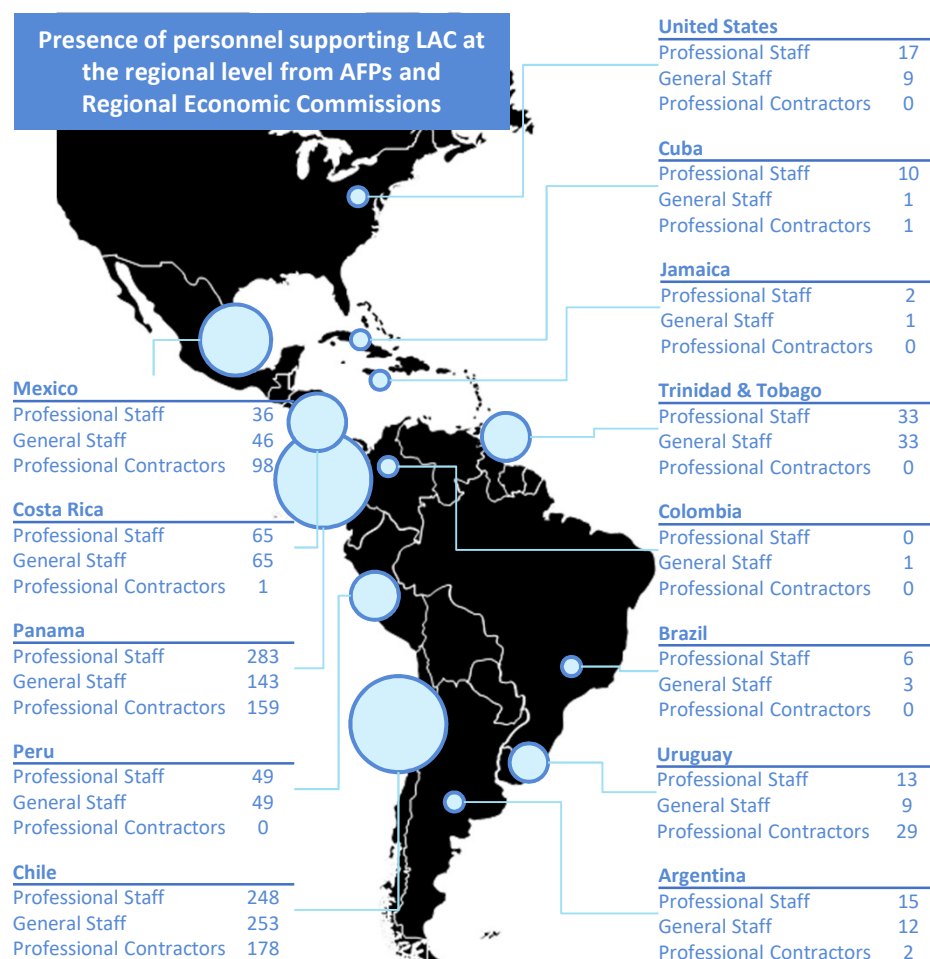 Presence of personnel supporting LAC at
the regional level from AFPs and
Regional Economic Commissions
United States
Professional Staff 17
General Staff 9
Professional Contractors 0
Cuba
Professional Staff 10
General Staff 1
Professional Contractors 1
Jamaica
Professional Staff 2
General Staff 1
Professional Contractors 0
Trinidad & Tobago
Professional Staff 33
General Staff 33
Professional Contractors 0
Colombia
Professional Staff 0
General Staff 1
Professional Contractors 0
Brazil
Professional Staff 6
General Staff 3
Professional Contractors 0
Uruguay
Professional Staff 13
General Staff 9
Professional Contractors 29
Argentina
Professional Staff 15
General Staff 12
Professional Contractors 2
Mexico
Professional Staff 36
General Staff 46
Professional Contractors 98
Costa Rica
Professional Staff 65
General Staff 65
Professional Contractors 1
Panama
Professional Staff 283
General Staff 143
Professional Contractors 159
Peru
Professional Staff 49
General Staff 49
Professional Contractors 0
Chile
Professional Staff 248
General Staff 253
Professional Contractors 178